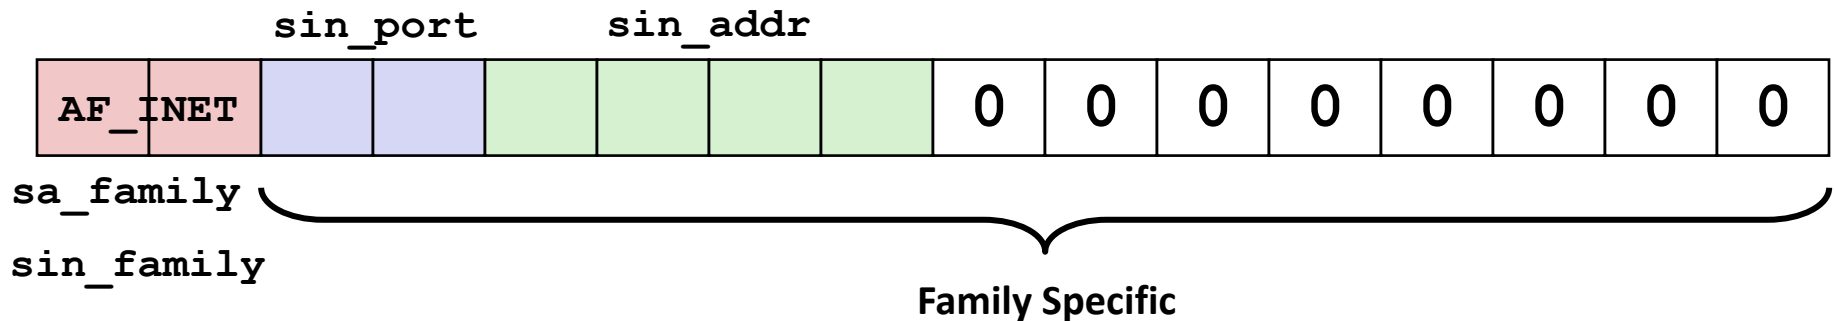 sin_port sin_addr
AF_INET 0 0 0 0 0 0 0 0
sa_family
sin_family
Family Specific